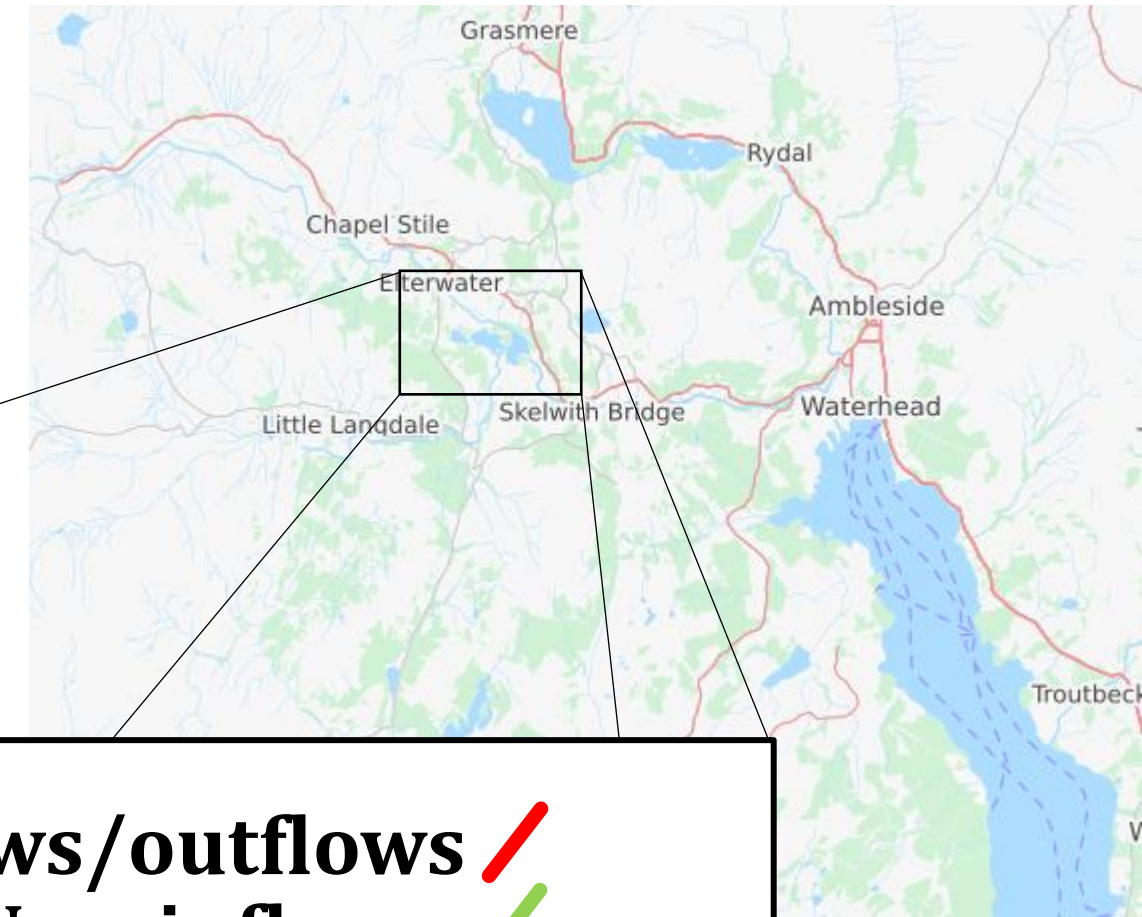 Grasmere
Rydal
Chapel Stile
Elterwater
Ambleside
Waterhead
Skelwith Bridge
Little Langdale
Troutbeck
W
ws/outflows